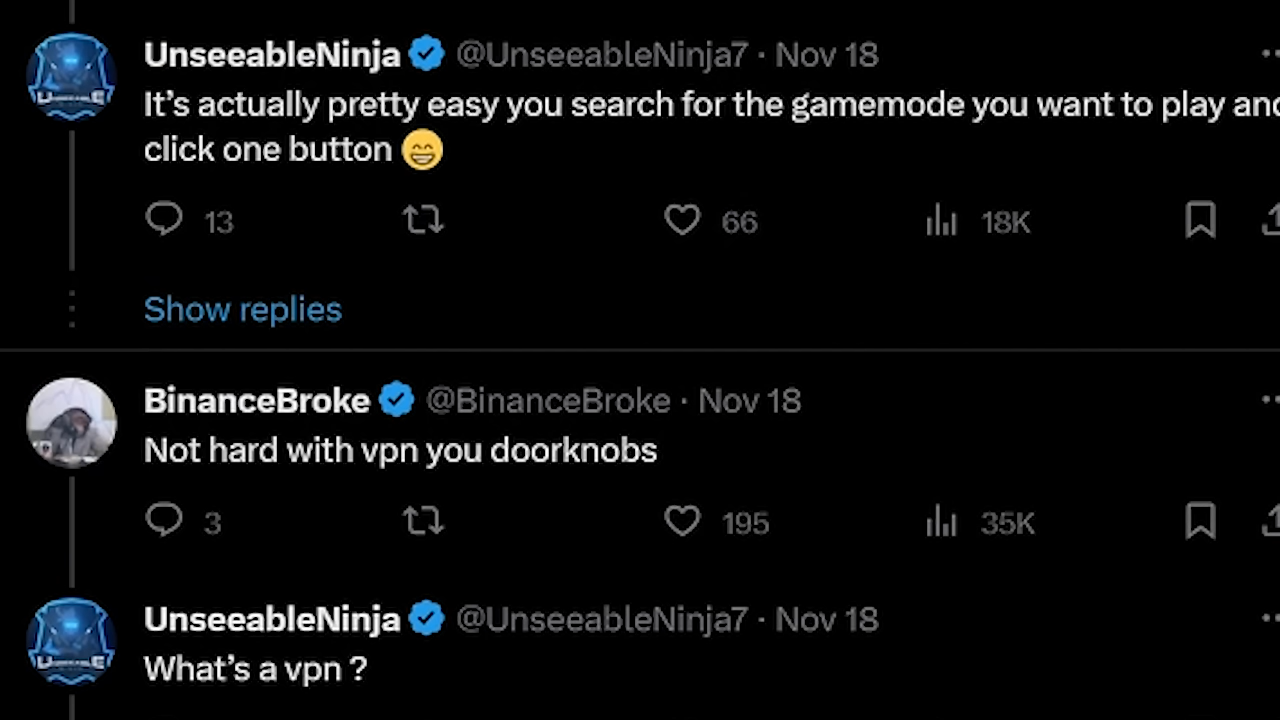 UnseeableNinja @UnseeableNinja7 · Nov 18
It’s actually pretty easy you search for the gamemode you want to play and
click one button 😁
13 66 18K
Show replies
BinanceBroke @BinanceBroke · Nov 18
Not hard with vpn you doorknobs
3 195 35K
UnseeableNinja @UnseeableNinja7 · Nov 18
What’s a vpn ?